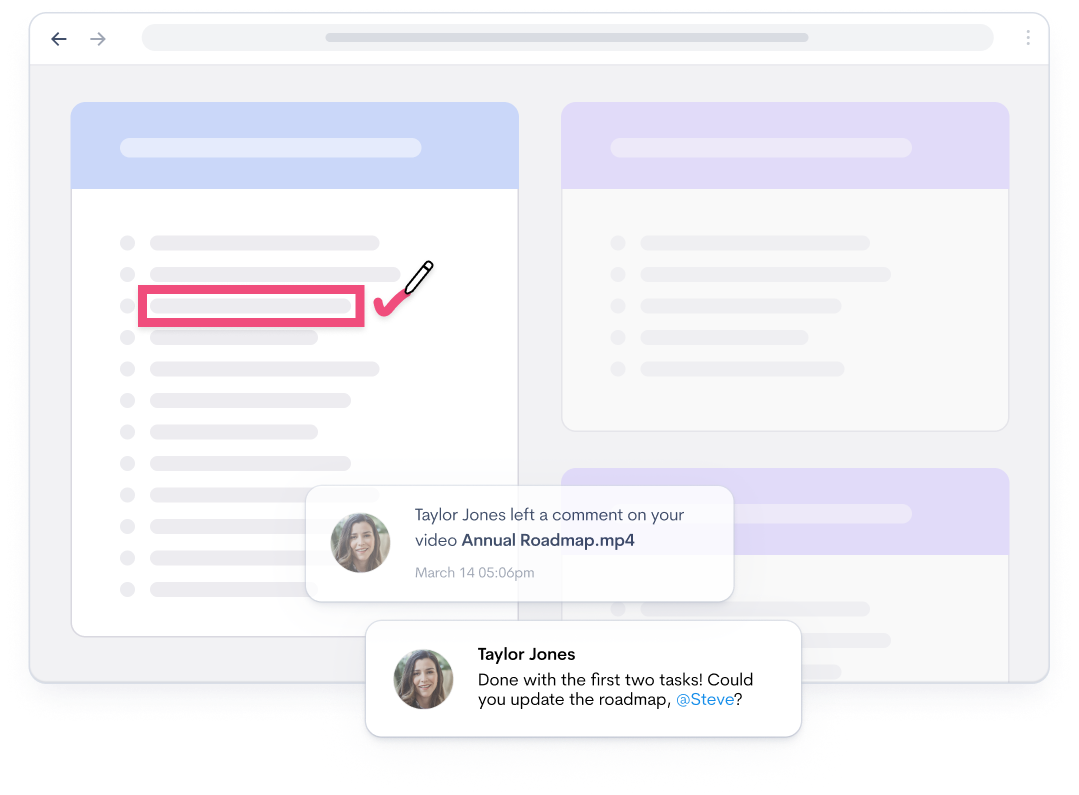 Taylor Jones left a comment on your
video Annual Roadmap.mp4
March 14 05:06pm
Taylor Jones
Done with the first two tasks! Could
you update the roadmap, @Steve?